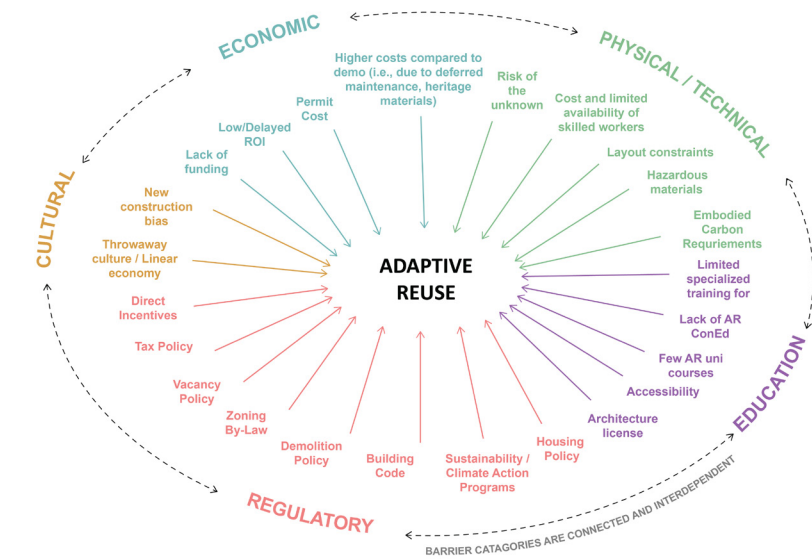 ECONOMIC
PHYSICAL / TECHNICAL
Higher costs compared to
demo (i.e., due to deferred
maintenance, heritage
materials)
Risk of
the
unknown
Permit
Cost
Cost and limited
availability of
skilled workers
Low/Delayed
ROI
Layout constraints
Lack of
funding
Hazardous
materials
CULTURAL
New
construction
bias
Embodied
Carbon
Requriements
Throwaway
culture / Linear
economy
ADAPTIVE
REUSE
Limited
specialized
training for
Direct
Incentives
Lack of AR
ConEd
Tax Policy
Few AR uni
courses
Vacancy
Policy
Accessibility
EDUCATION
Zoning
By-Law
Architecture
license
Demolition
Policy
Building
Code
Sustainability /
Climate Action
Programs
Housing
Policy
REGULATORY
BARRIER CATAGORIES ARE CONNECTED AND INTERDEPENDENT